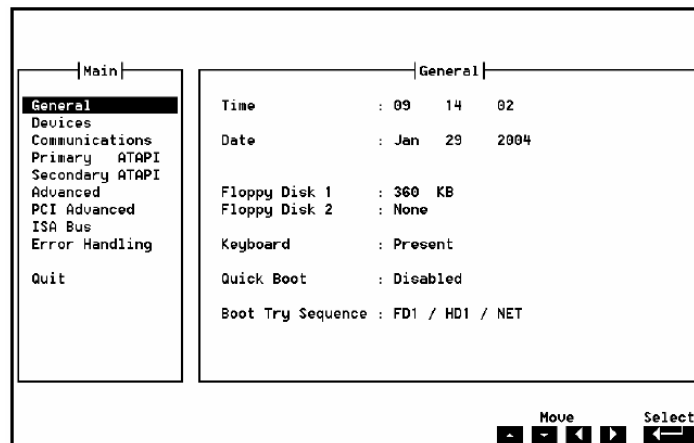 Main
General
Devices
Communications
Primary ATAPI
Secondary ATAPI
Advanced
PCI Advanced
ISA Bus
Error Handling
Quit
General
Time : 09 14 02
Date : Jan 29 2004
Floppy Disk 1 : 360 KB
Floppy Disk 2 : None
Keyboard : Present
Quick Boot : Disabled
Boot Try Sequence : FD1 / HD1 / NET
Move Select